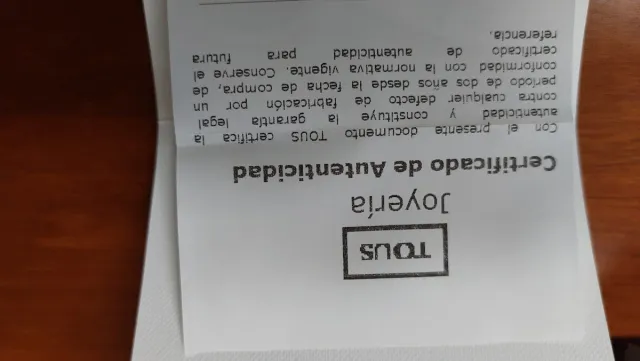 TOUS
Joyería
Certificado de Autenticidad
Con el presente documento TOUS certifica la
autenticidad y constituye la garantía legal
contra cualquier defecto de fabricación por un
periodo de dos años desde la fecha de compra, de
conformidad con la normativa vigente. Conserve el
certificado de autenticidad para futura
referencia.